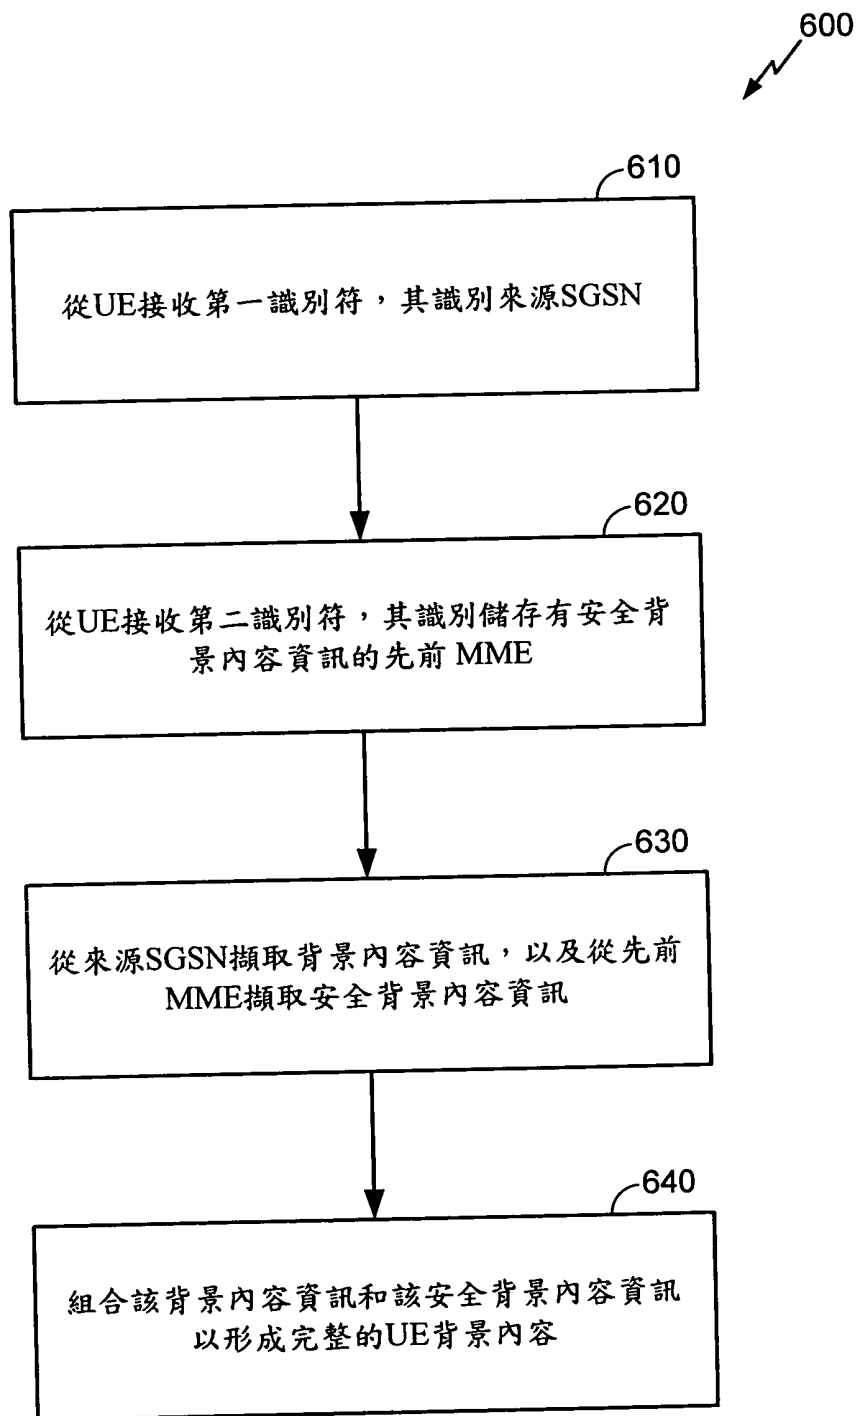 600
610
從UE接收第一識別符，其識別來源SGSN
620
從UE接收第二識別符，其識別儲存有安全背
景內容資訊的先前 MME
630
從來源SGSN擷取背景內容資訊，以及從先前
MME擷取安全背景內容資訊
640
組合該背景內容資訊和該安全背景內容資訊
以形成完整的UE背景內容